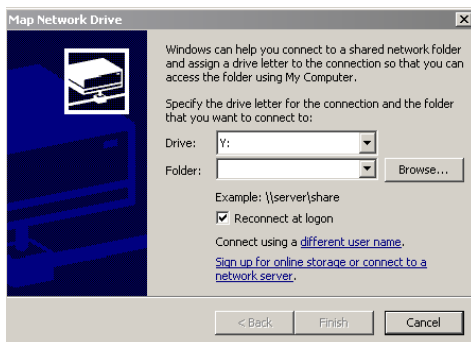 Map Network Drive
Windows can help you connect to a shared network folder
and assign a drive letter to the connection so that you can
access the folder using My Computer.
Specify the drive letter for the connection and the folder
that you want to connect to:
Drive: Y:
Folder: Browse...
Example: \\server\share
Reconnect at logon
Connect using a different user name.
Sign up for online storage or connect to a
network server.
< Back Finish Cancel